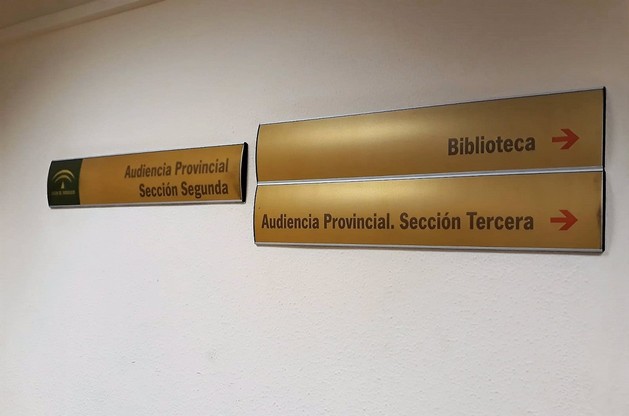 Audiencia Provincial
Sección Segunda
Biblioteca
Audiencia Provincial. Sección Tercera